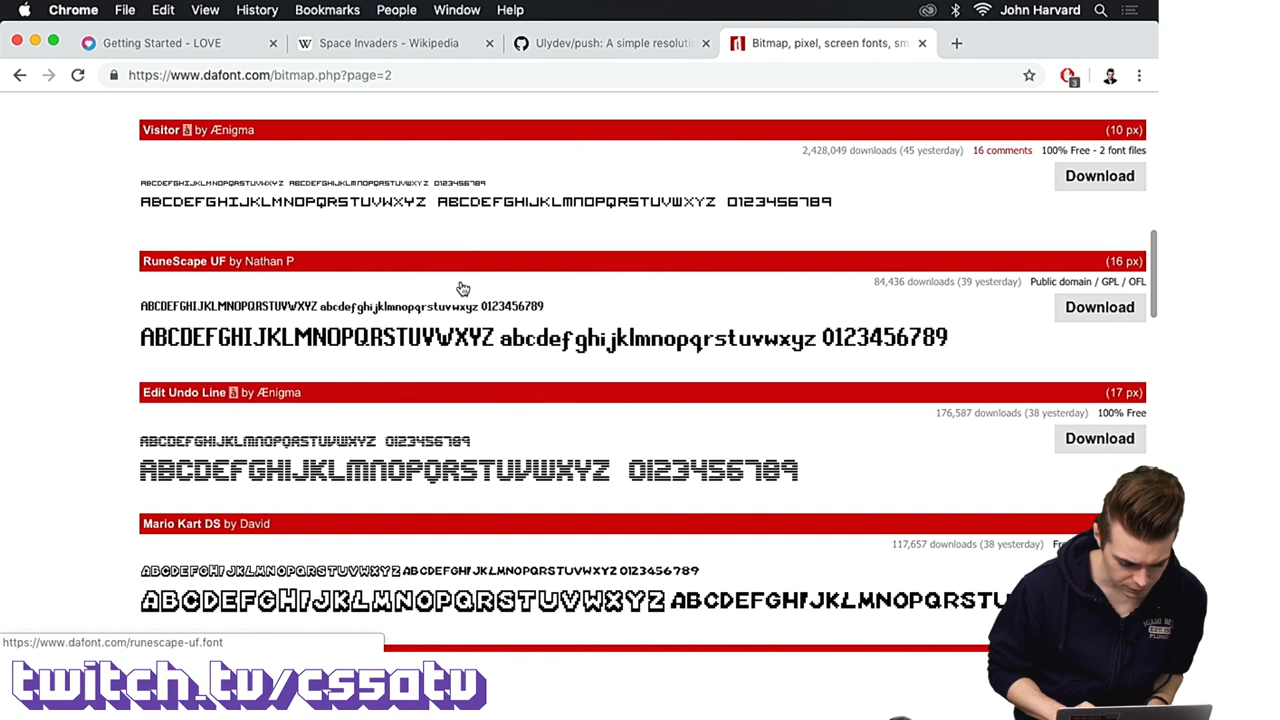 Chrome File Edit View History Bookmarks People Window Help John Harvard
Getting Started - LOVE Space Invaders - Wikipedia Ulydev/push: A simple resoluti Bitmap, pixel, screen fonts, sm
https://www.dafont.com/bitmap.php?page=2 3
Visitor à by Ænigma (10 px)
2,428,049 downloads (45 yesterday) 16 comments 100% Free - 2 font files
Download
ABCDEFGHIJKLMNOPQRSTUVWXYZ ABCDEFGHIJKLMNOPQRSTUVWXYZ 0123456789
ABCDEFGHIJKLMNOPQRSTUVWXYZ ABCDEFGHIJKLMNOPQRSTUVWXYZ 0123456789
RuneScape UF by Nathan P (16 px)
84,436 downloads (39 yesterday) Public domain / GPL / OFL
Download
ABCDEFGHIJKLMNOPQRSTUVWXYZ abcdefghijklmnopqrstuvwxyz 0123456789
ABCDEFGHIJKLMNOPQRSTUVWXYZ abcdefghijklmnopqrstuvwxyz 0123456789
Edit Undo Line à by Ænigma (17 px)
176,587 downloads (38 yesterday) 100% Free
Download
ABCDEFGHIJKLMNOPQRSTUVWXYZ 0123456789
ABCDEFGHIJKLMNOPQRSTUVWXYZ 0123456789
Mario Kart DS by David
117,657 downloads (38 yesterday)
ABCDEFGHIJKLMNOPQRSTUVWXYZ ABCDEFGHIJKLMNOPQRSTUVWXYZ 0123456789
ABCDEFGHIJKLMNOPQRSTUVWXYZ ABCDEFGHIJKLMNOPQRSTU
https://www.dafont.com/runescape-uf.font
twitch.tv/cs50tv